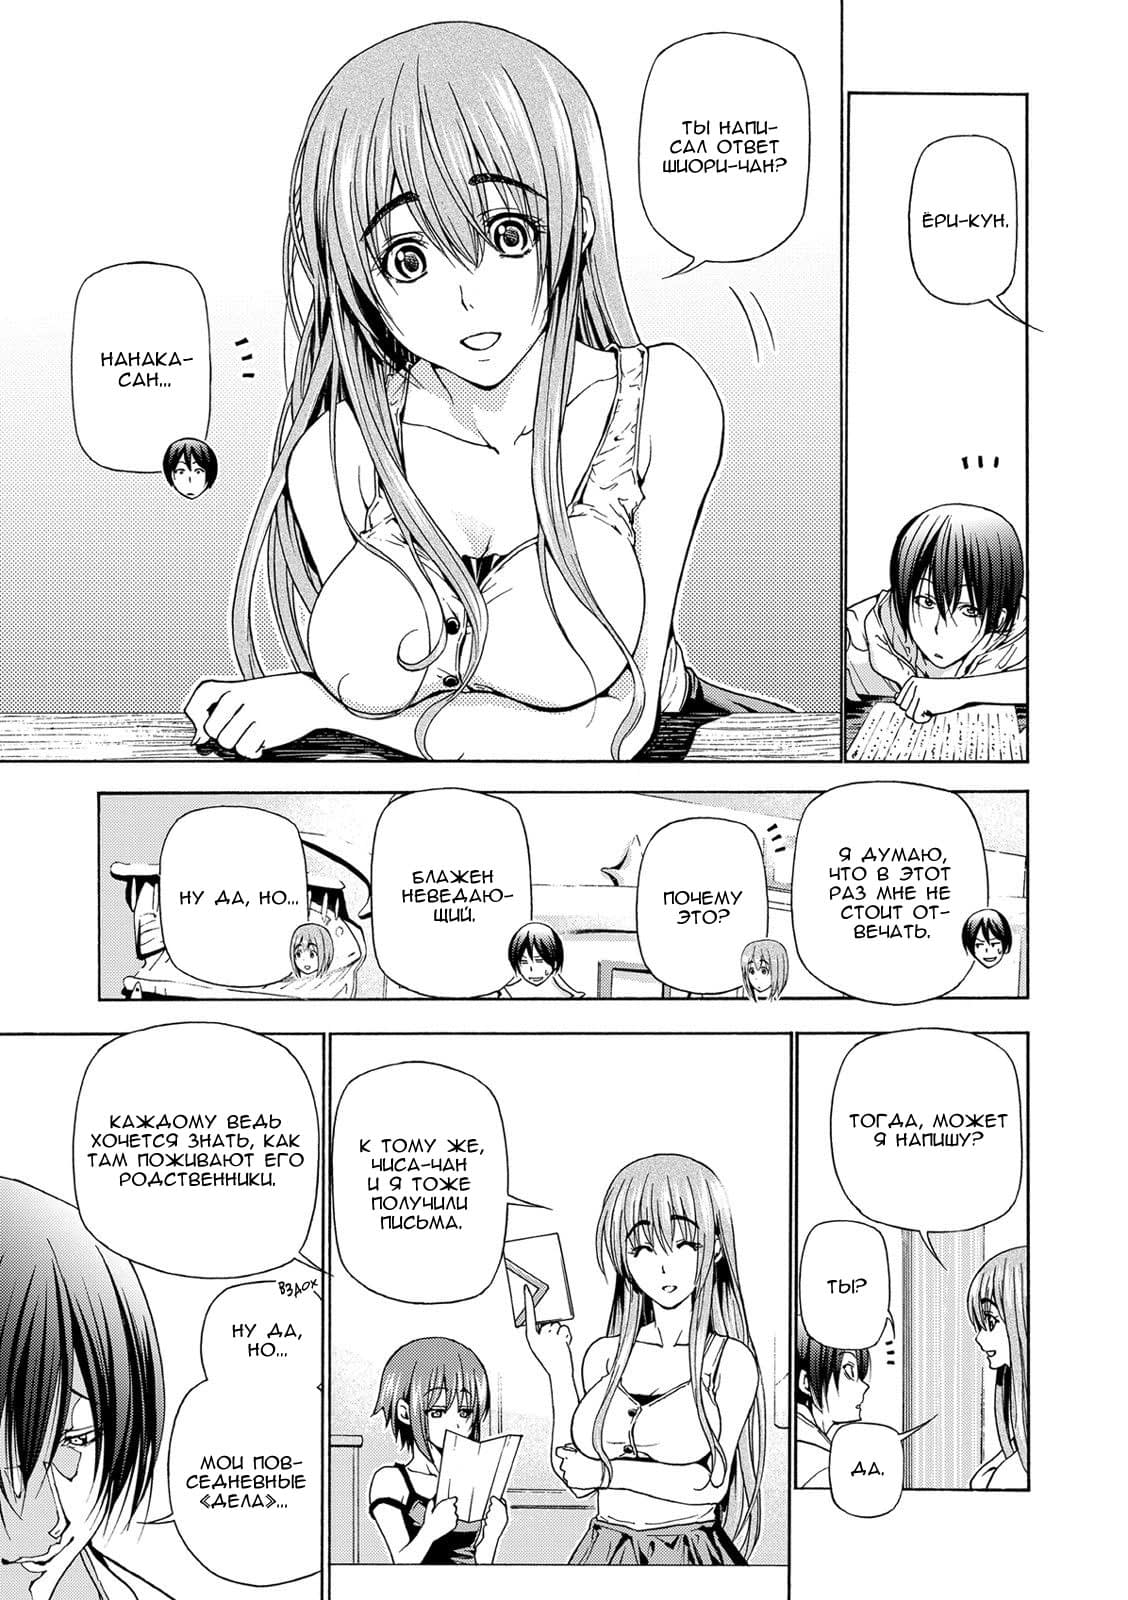 ЁРИ-КУН.
ТЫ НАПИ-
САЛ ОТВЕТ
ШИОРИ-ЧАН?
НАНАКА-
САН...
Я ДУМАЮ,
ЧТО В ЭТОТ
РАЗ МНЕ НЕ
СТОИТ ОТ-
ВЕЧАТЬ.
ПОЧЕМУ
ЭТО?
БЛАЖЕН
НЕВЕДАЮ-
ЩИЙ.
НУ ДА, НО...
ТОГДА, МОЖЕТ
Я НАПИШУ?
ТЫ?
ДА.
К ТОМУ ЖЕ,
ЧИСА-ЧАН
И Я ТОЖЕ
ПОЛУЧИЛИ
ПИСЬМА.
КАЖДОМУ ВЕДЬ
ХОЧЕТСЯ ЗНАТЬ, КАК
ТАМ ПОЖИВАЮТ ЕГО
РОДСТВЕННИКИ.
ВЗДОХ
НУ ДА,
НО...
МОИ ПОВ-
СЕДНЕВНЫЕ
《ДЕЛА》...